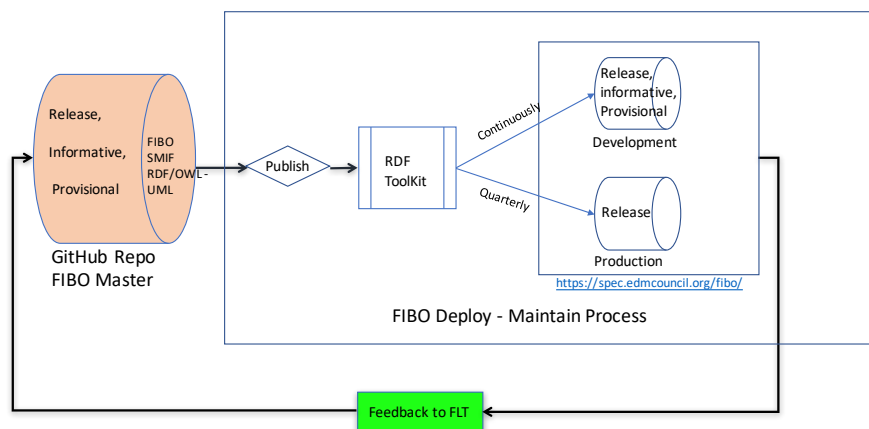 Release,
Informative,
Provisional
FIBO
SMIF
RDF/OWL-
UML
GitHub Repo
FIBO Master
Publish
RDF
ToolKit
Continuously
Quarterly
Release,
informative,
Provisional
Development
Release
Production
https://spec.edmcouncil.org/fibo/
FIBO Deploy - Maintain Process
Feedback to FLT